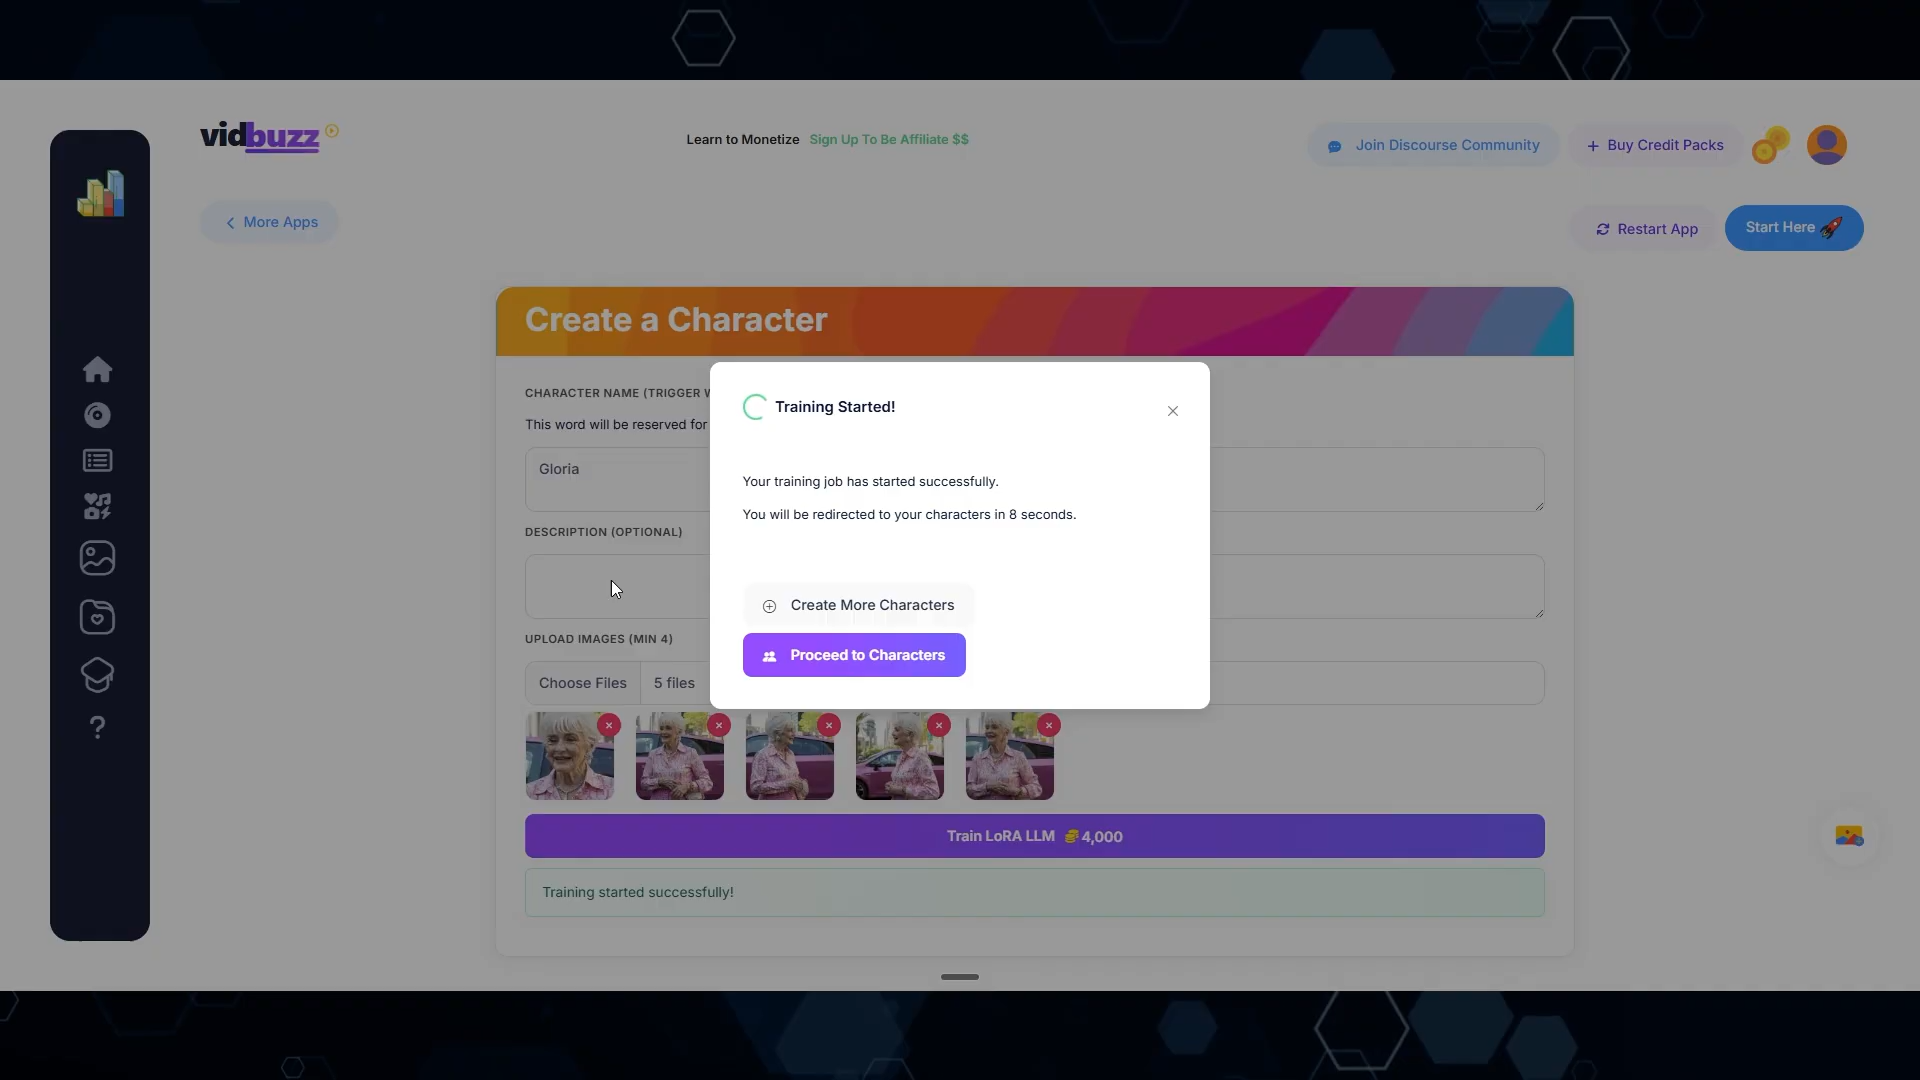 vidbuzz
Learn to Monetize Sign Up To Be Affiliate $$
Join Discourse Community
+ Buy Credit Packs
More Apps
Restart App
Start Here
Create a Character
CHARACTER NAME (TRIGGER
This word will be reserved for
Gloria
DESCRIPTION (OPTIONAL)
UPLOAD IMAGES (MIN 4)
Choose Files 5 files
Training Started!
Your training job has started successfully.
You will be redirected to your characters in 8 seconds.
Create More Characters
Proceed to Characters
Train LoRA LLM 4,000
Training started successfully!